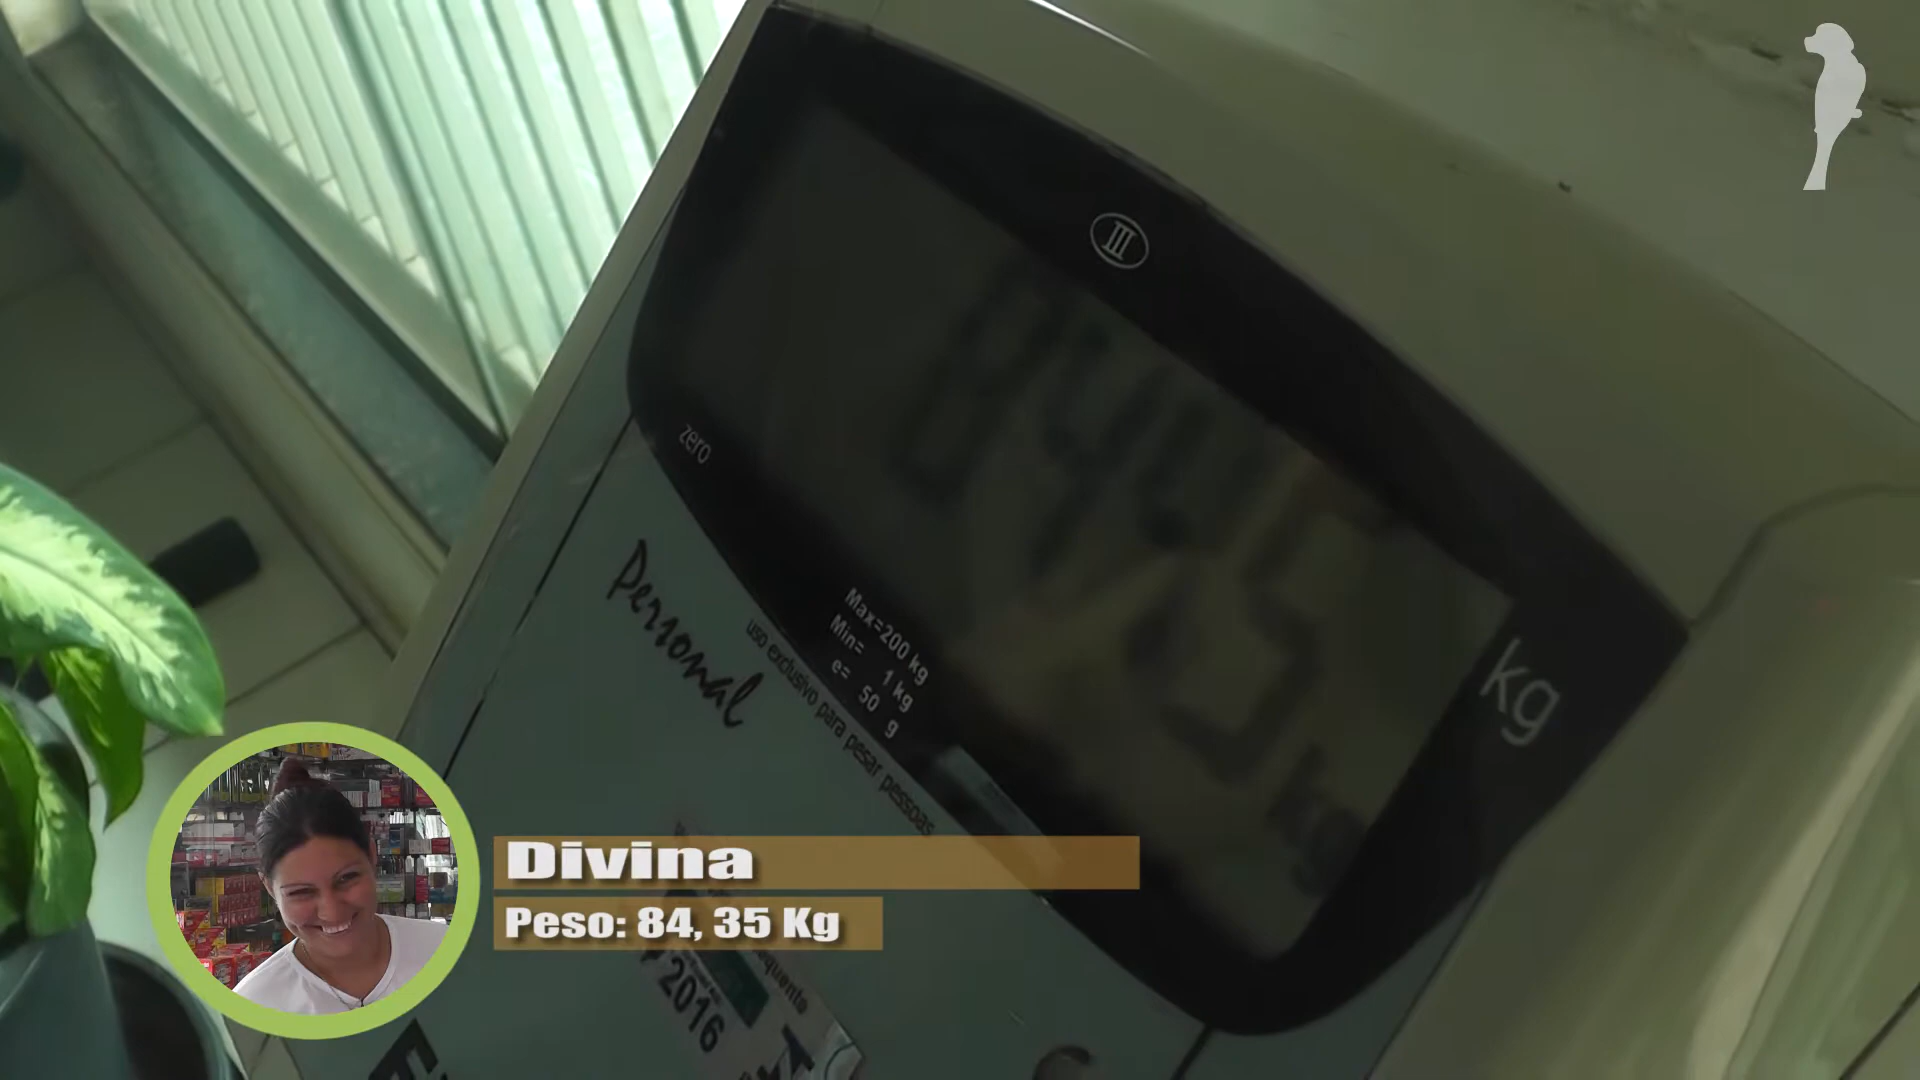 III
zero
kg
Max=200 kg
Min= 1 kg
e= 50 g
Personal
uso exclusivo para pesar pessoas
kg
Divina
Peso: 84, 35 Kg
2016